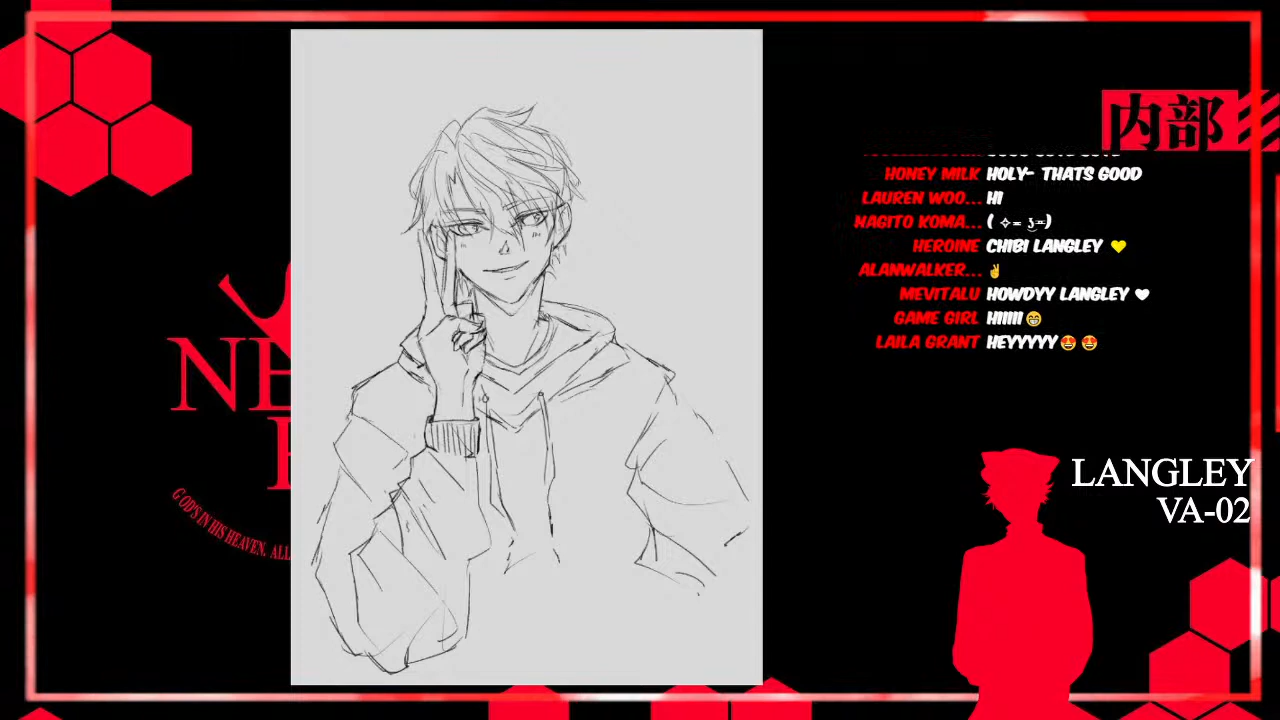 内部
HONEY MILK HOLY- THATS GOOD
LAUREN WOO... HI
NAGITO KOMA... ( ✧≖ ͜ʖ≖)
HEROINE CHIBI LANGLEY 💛
ALANWALKER... ✌
MEVITALU HOWDYY LANGLEY 🤍
GAME GIRL HIIIII 😁
LAILA GRANT HEYYYYY 😍 😍
NE
GOD'S IN HIS HEAVEN. ALL
LANGLEY
VA-02